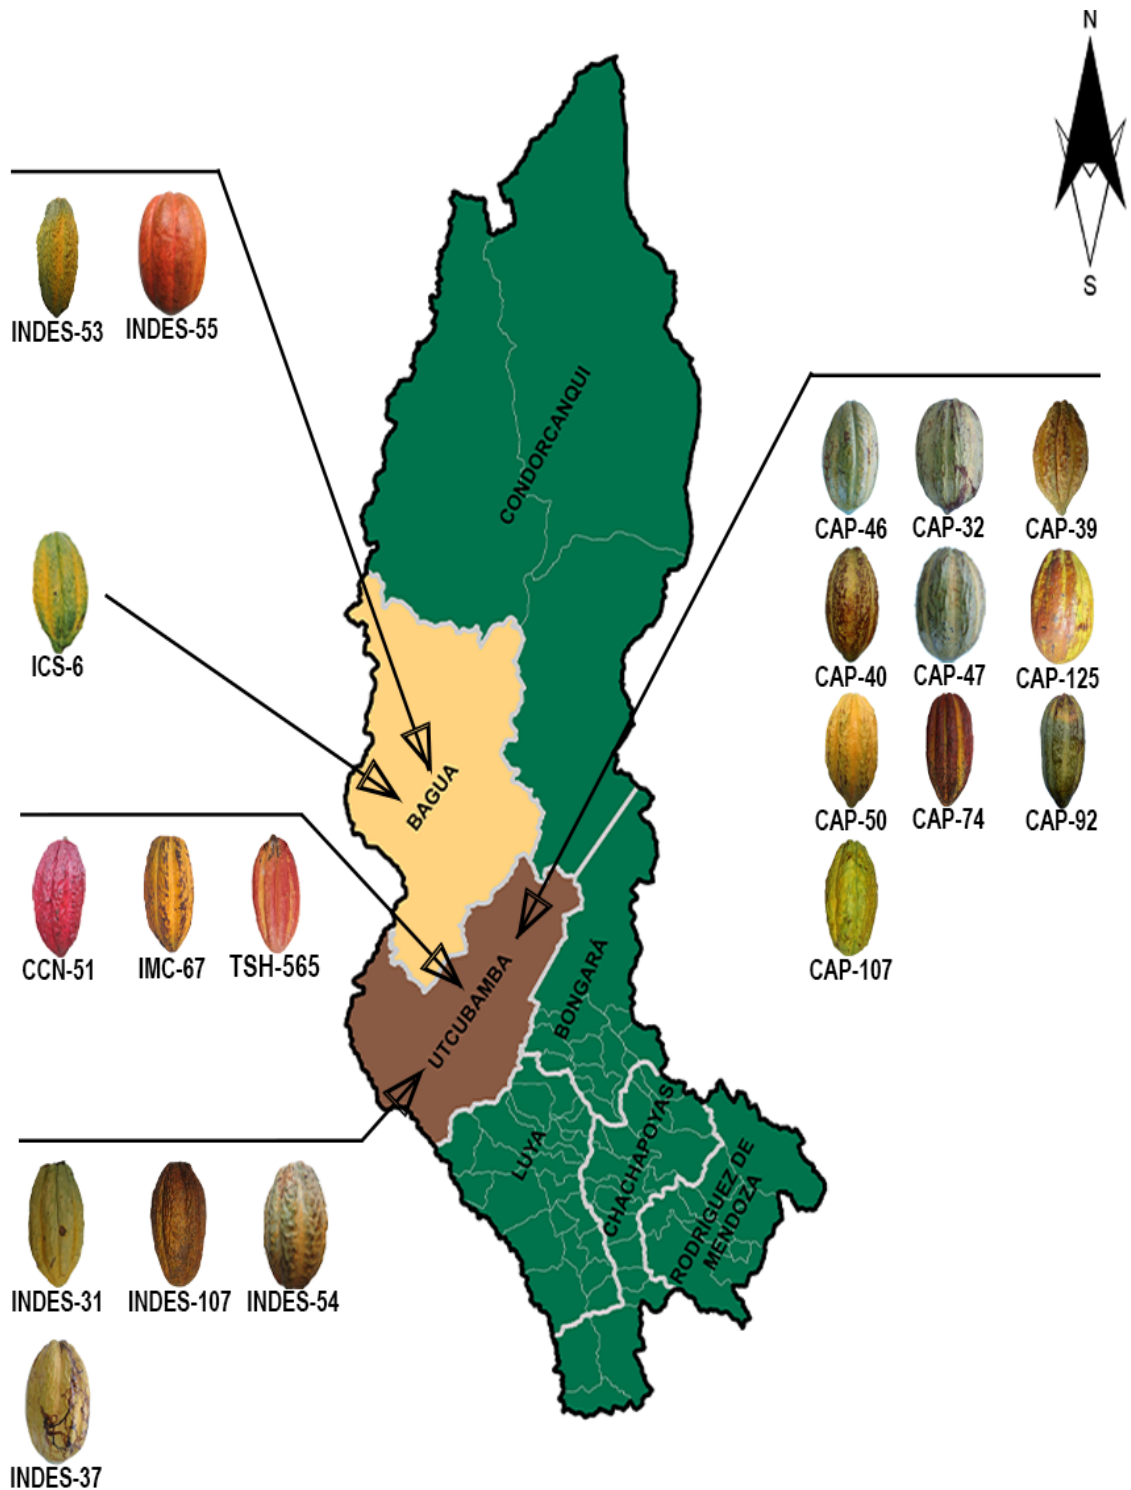 N
S
INDES-53
INDES-55
CONDORCANQUI
CAP-46
CAP-32
CAP-39
ICS-6
CAP-40
CAP-47
CAP-125
BAGUA
CAP-50
CAP-74
CAP-92
CCN-51
IMC-67
TSH-565
CAP-107
UTCUBAMBA
BONGARÁ
LUYA
CHACHAPOYAS
RODRÍGUEZ DE
MENDOZA
INDES-31
INDES-107
INDES-54
INDES-37